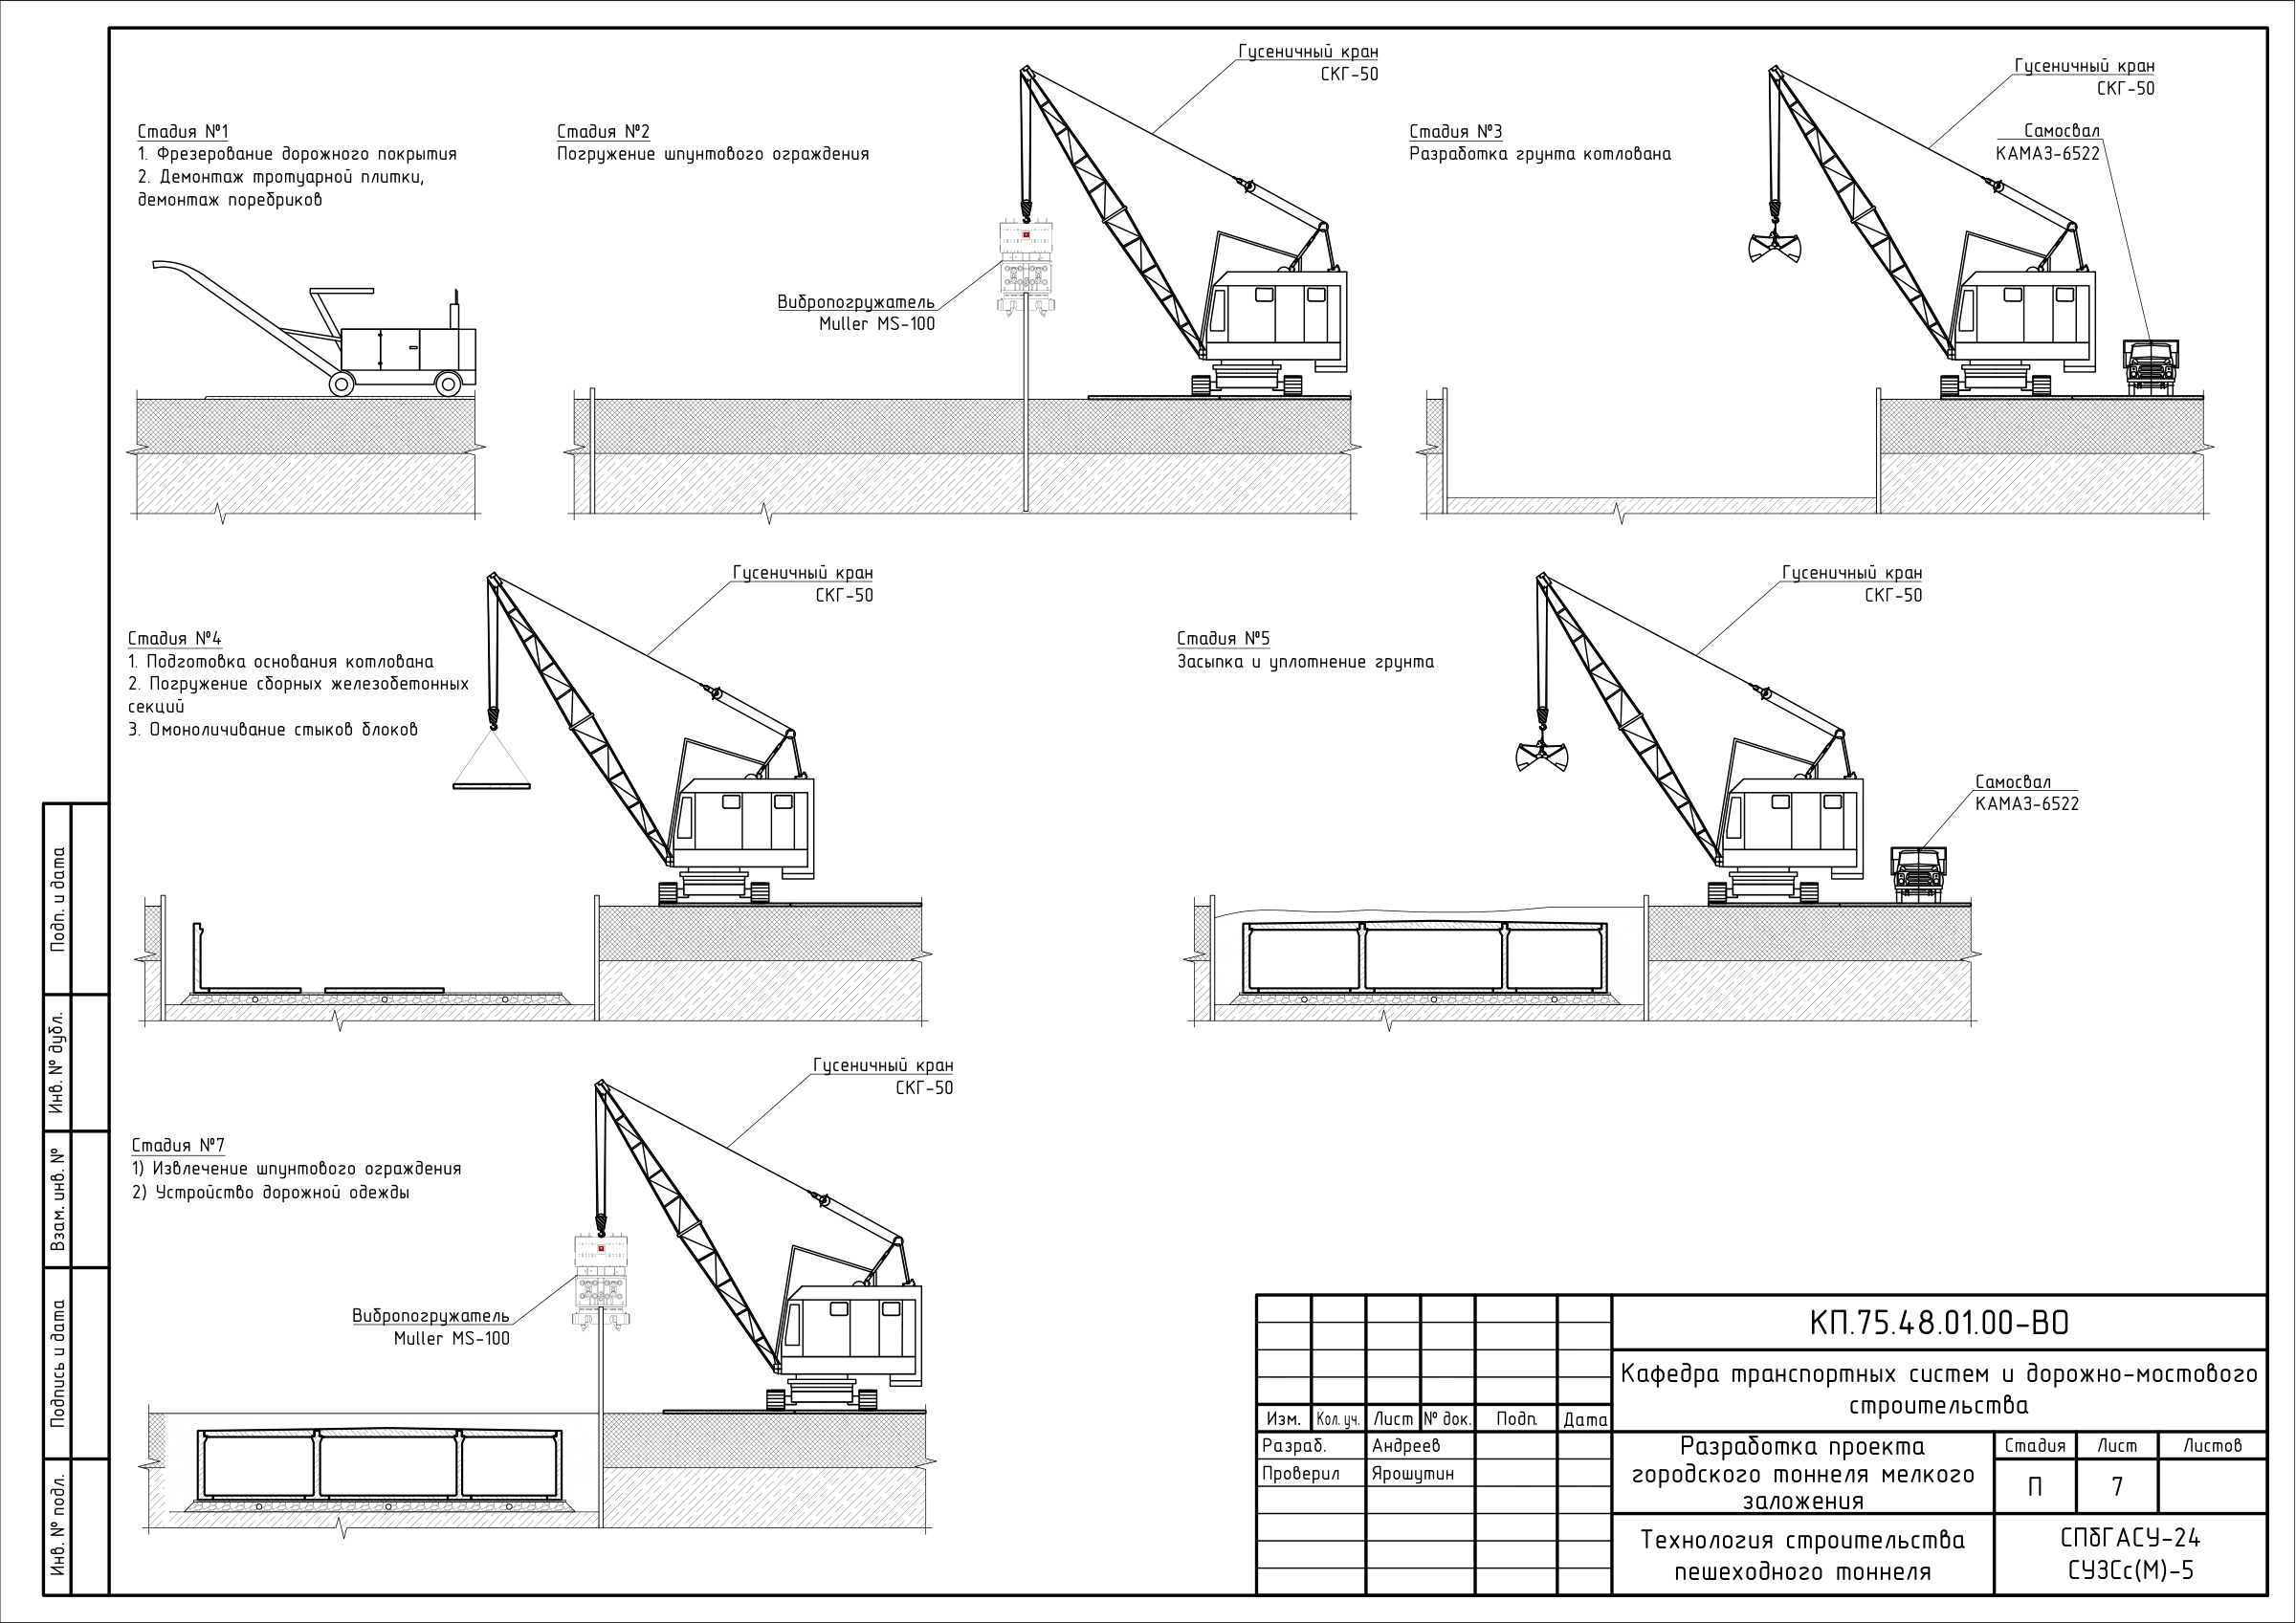 Стадия №1
1. Фрезерование дорожного покрытия
2. Демонтаж тротуарной плитки,
демонтаж поребриков
Стадия №2
Погружение шпунтового ограждения
Гусеничный кран
СКГ-50
Вибропогружатель
Muller MS-100
Стадия №3
Разработка грунта котлована
Гусеничный кран
СКГ-50
Самосвал
КАМАЗ-6522
Стадия №4
1. Подготовка основания котлована
2. Погружение сборных железобетонных
секций
3. Омоноличивание стыков блоков
Гусеничный кран
СКГ-50
Стадия №5
Засыпка и уплотнение грунта
Гусеничный кран
СКГ-50
Самосвал
КАМАЗ-6522
Стадия №7
1) Извлечение шпунтового ограждения
2) Устройство дорожной одежды
Гусеничный кран
СКГ-50
Вибропогружатель
Muller MS-100
Подп. и дата
Инв. № дубл.
Взам. инв. №
Подпись и дата
Инв. № подл.
КП.75.48.01.00-ВО
Кафедра транспортных систем и дорожно-мостового
строительства
Изм. Кол. уч. Лист № док. Подп. Дата
Разраб. Андреев
Проверил Ярошутин
Разработка проекта
городского тоннеля мелкого
заложения
Стадия Лист Листов
П 7
Технология строительства
пешеходного тоннеля
СПбГАСУ-24
СУЗСс(М)-5